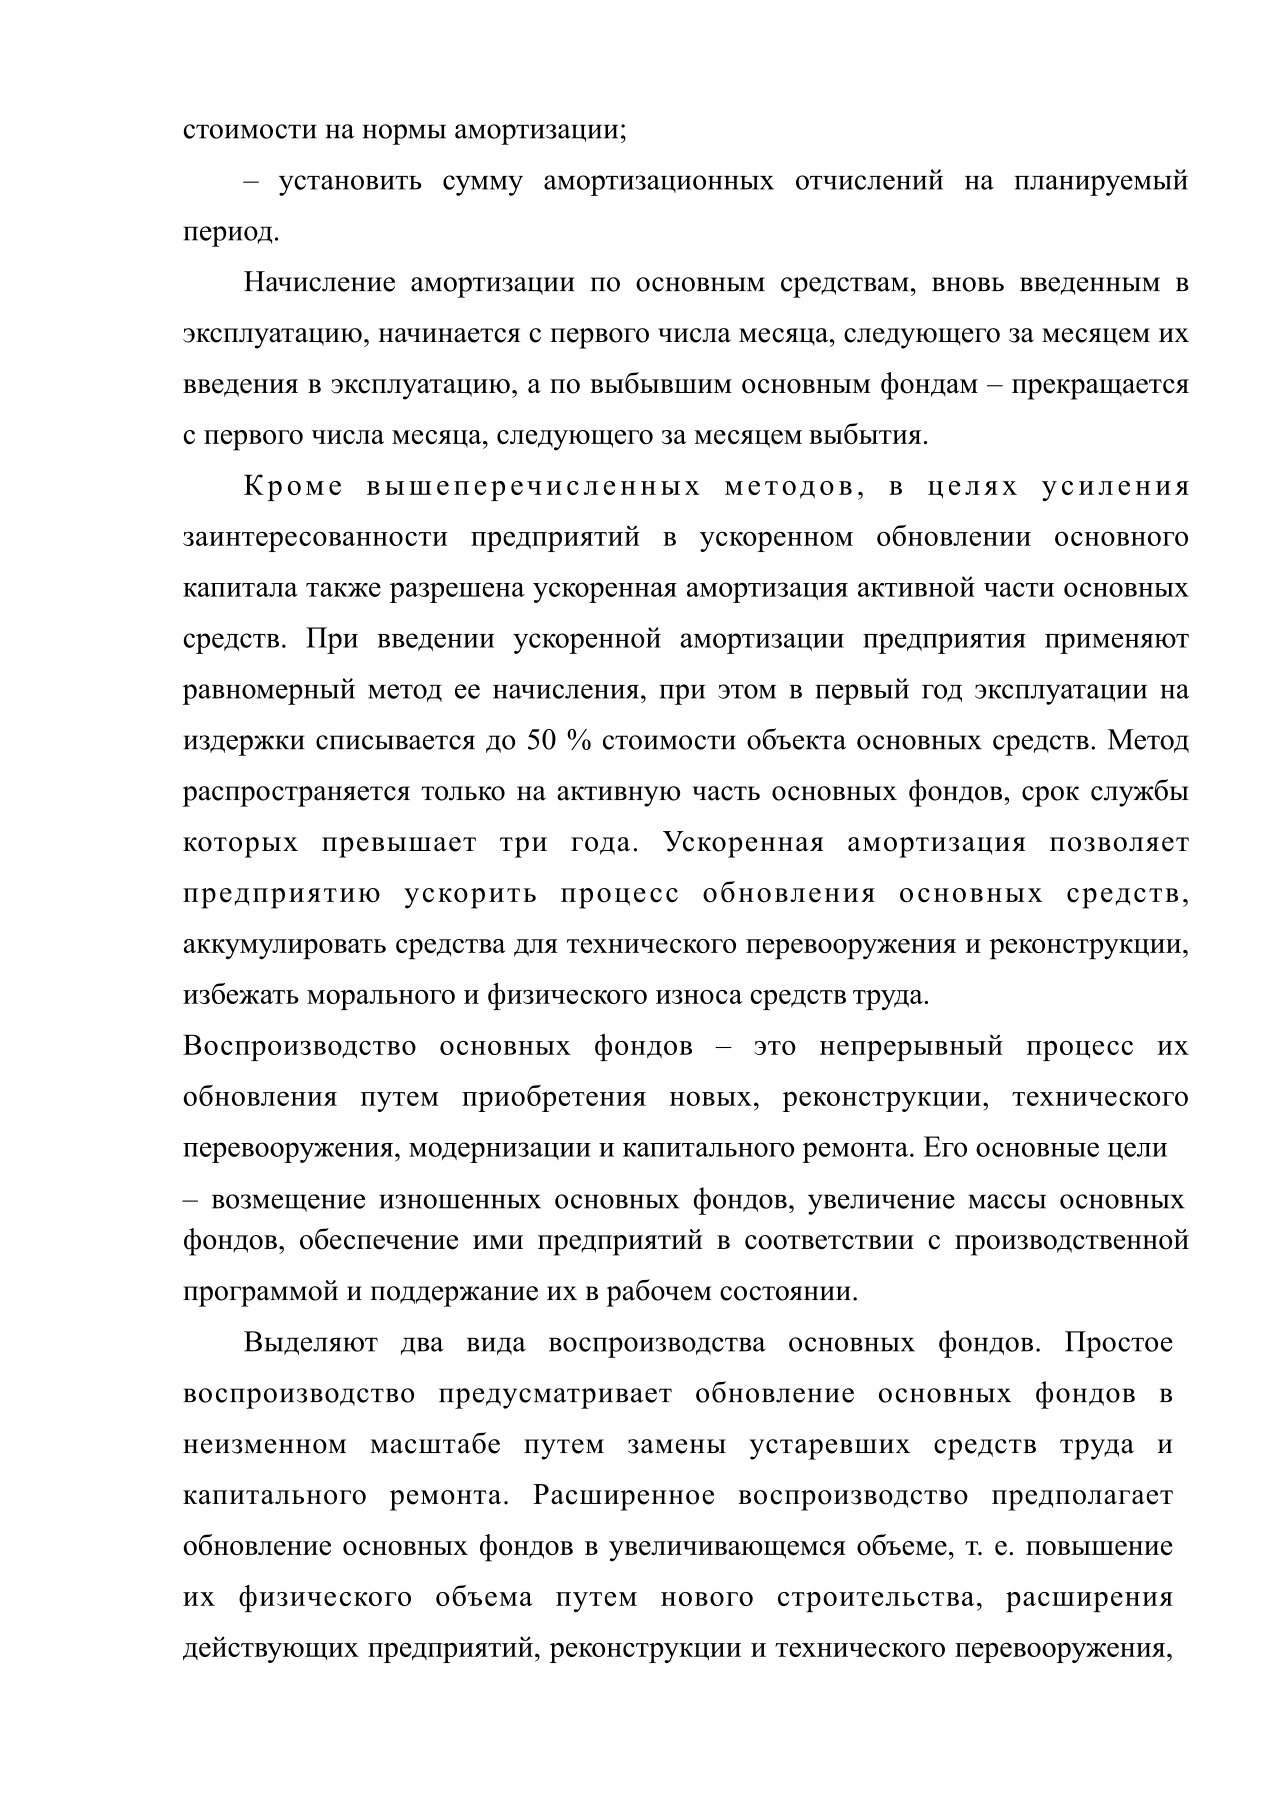 стоимости на нормы амортизации;
– установить сумму амортизационных отчислений на планируемый
период.
Начисление амортизации по основным средствам, вновь введенным в
эксплуатацию, начинается с первого числа месяца, следующего за месяцем их
введения в эксплуатацию, а по выбывшим основным фондам – прекращается
с первого числа месяца, следующего за месяцем выбытия.
Кроме вышеперечисленных методов, в целях усиления
заинтересованности предприятий в ускоренном обновлении основного
капитала также разрешена ускоренная амортизация активной части основных
средств. При введении ускоренной амортизации предприятия применяют
равномерный метод ее начисления, при этом в первый год эксплуатации на
издержки списывается до 50 % стоимости объекта основных средств. Метод
распространяется только на активную часть основных фондов, срок службы
которых превышает три года. Ускоренная амортизация позволяет
предприятию ускорить процесс обновления основных средств,
аккумулировать средства для технического перевооружения и реконструкции,
избежать морального и физического износа средств труда.
Воспроизводство основных фондов – это непрерывный процесс их
обновления путем приобретения новых, реконструкции, технического
перевооружения, модернизации и капитального ремонта. Его основные цели
– возмещение изношенных основных фондов, увеличение массы основных
фондов, обеспечение ими предприятий в соответствии с производственной
программой и поддержание их в рабочем состоянии.
Выделяют два вида воспроизводства основных фондов. Простое
воспроизводство предусматривает обновление основных фондов в
неизменном масштабе путем замены устаревших средств труда и
капитального ремонта. Расширенное воспроизводство предполагает
обновление основных фондов в увеличивающемся объеме, т. е. повышение
их физического объема путем нового строительства, расширения
действующих предприятий, реконструкции и технического перевооружения,